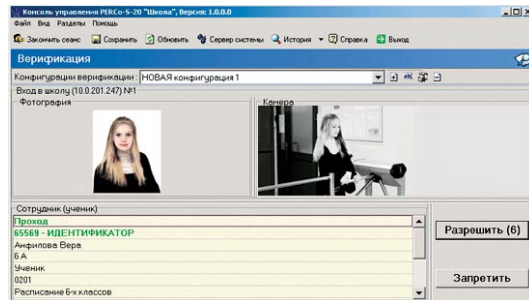 Консоль управления PERCo-S-20 "Школа", Версия: 1.0.0.0
Файл Вид Разделы Помощь
Закончить сеанс Сохранить Обновить Сервер системы История Справка Выход
Верификация
Конфигурации верификации: НОВАЯ конфигурация 1
Вход в школу (10.0.201.247) №1
Фотография
Камера
Сотрудник (ученик)
Проход
65569 - ИДЕНТИФИКАТОР
Анфилова Вера
6 А
Ученик
0201
Расписание 6-х классов
Разрешить (6)
Запретить